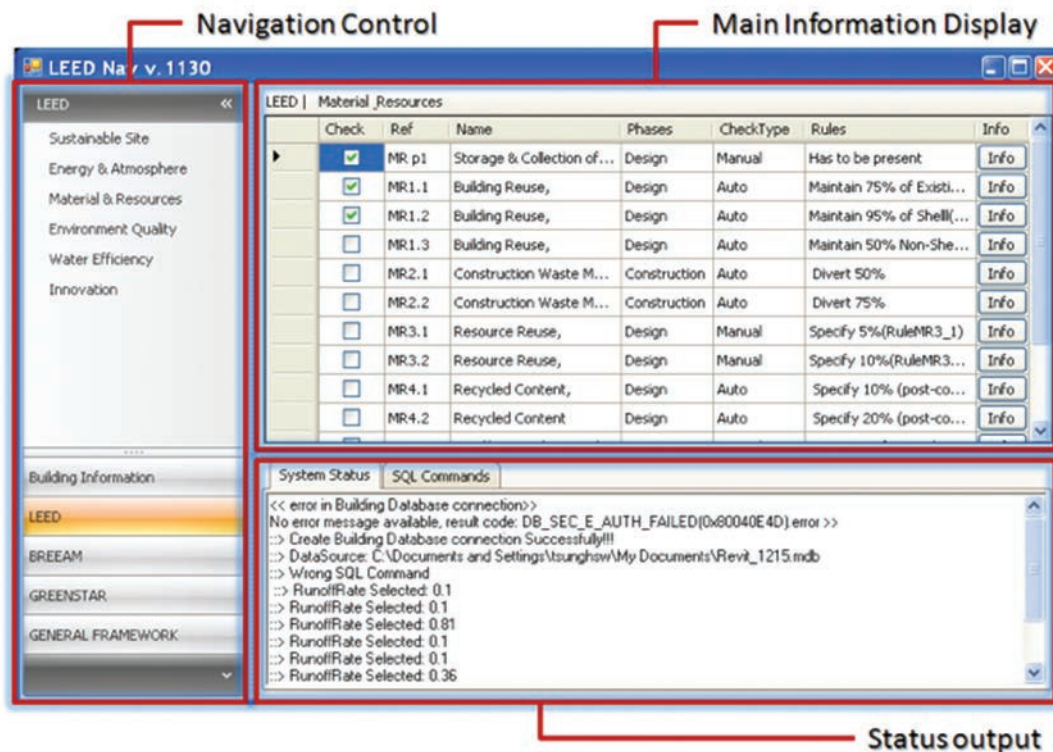 Navigation Control
Main Information Display
LEED Nav v.1130
LEED
Sustainable Site
Energy & Atmosphere
Material & Resources
Environment Quality
Water Efficiency
Innovation
Building Information
LEED
BREEAM
GREENSTAR
GENERAL FRAMEWORK
LEED | Material_Resources
Check Ref Name Phases CheckType Rules Info
MR p1 Storage & Collection of... Design Manual Has to be present Info
MR1.1 Building Reuse, Design Auto Maintain 75% of Existi... Info
MR1.2 Building Reuse, Design Auto Maintain 95% of Shelll(... Info
MR1.3 Building Reuse, Design Auto Maintain 50% Non-She... Info
MR2.1 Construction Waste M... Construction Auto Divert 50% Info
MR2.2 Construction Waste M... Construction Auto Divert 75% Info
MR3.1 Resource Reuse, Design Manual Specify 5%(RuleMR3_1) Info
MR3.2 Resource Reuse, Design Manual Specify 10%(RuleMR3... Info
MR4.1 Recycled Content, Design Auto Specify 10% (post-co... Info
MR4.2 Recycled Content Design Auto Specify 20% (post-co... Info
System Status SQL Commands
<< error in Building Database connection>>
No error message available, result code: DB_SEC_E_AUTH_FAILED(0x80040E4D).error >>
::> Create Building Database connection Successfully!!!
::> DataSource: C:\Documents and Settings\tsunghsw\My Documents\Revit_1215.mdb
::> Wrong SQL Command
::> RunoffRate Selected: 0.1
::> RunoffRate Selected: 0.1
::> RunoffRate Selected: 0.81
::> RunoffRate Selected: 0.1
::> RunoffRate Selected: 0.1
::> RunoffRate Selected: 0.36
Status output